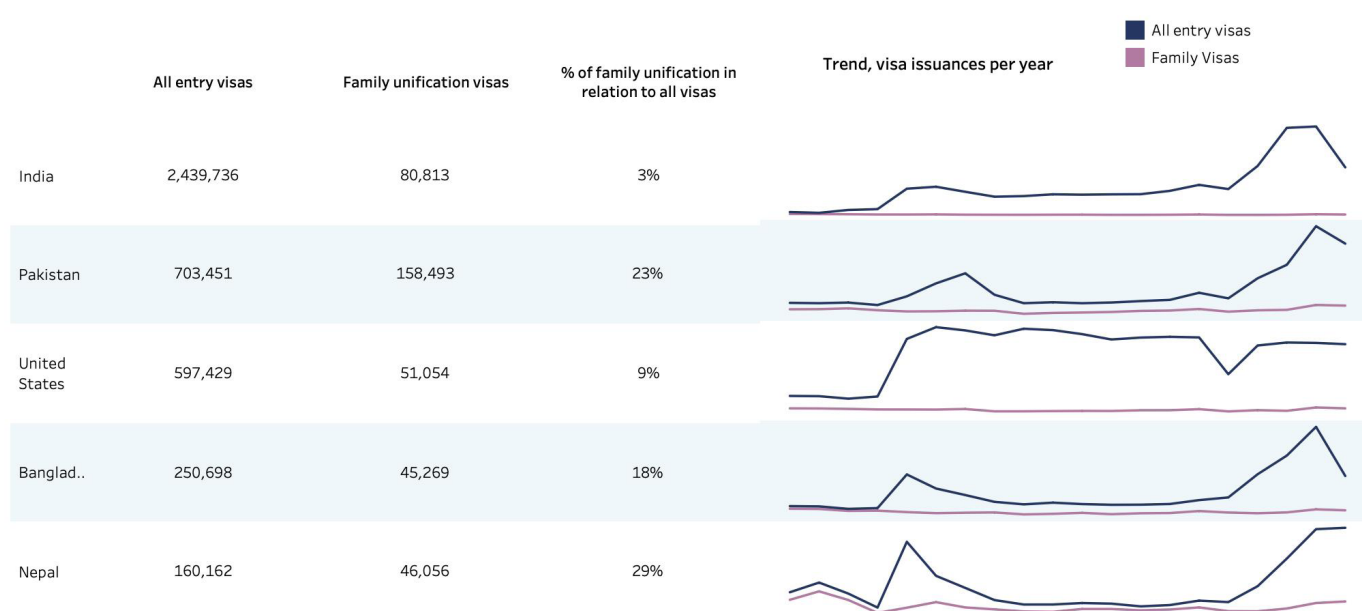 All entry visas
Family Visas
All entry visas
Family unification visas
% of family unification in
relation to all visas
Trend, visa issuances per year
India
2,439,736
80,813
3%
Pakistan
703,451
158,493
23%
United
States
597,429
51,054
9%
Banglad..
250,698
45,269
18%
Nepal
160,162
46,056
29%